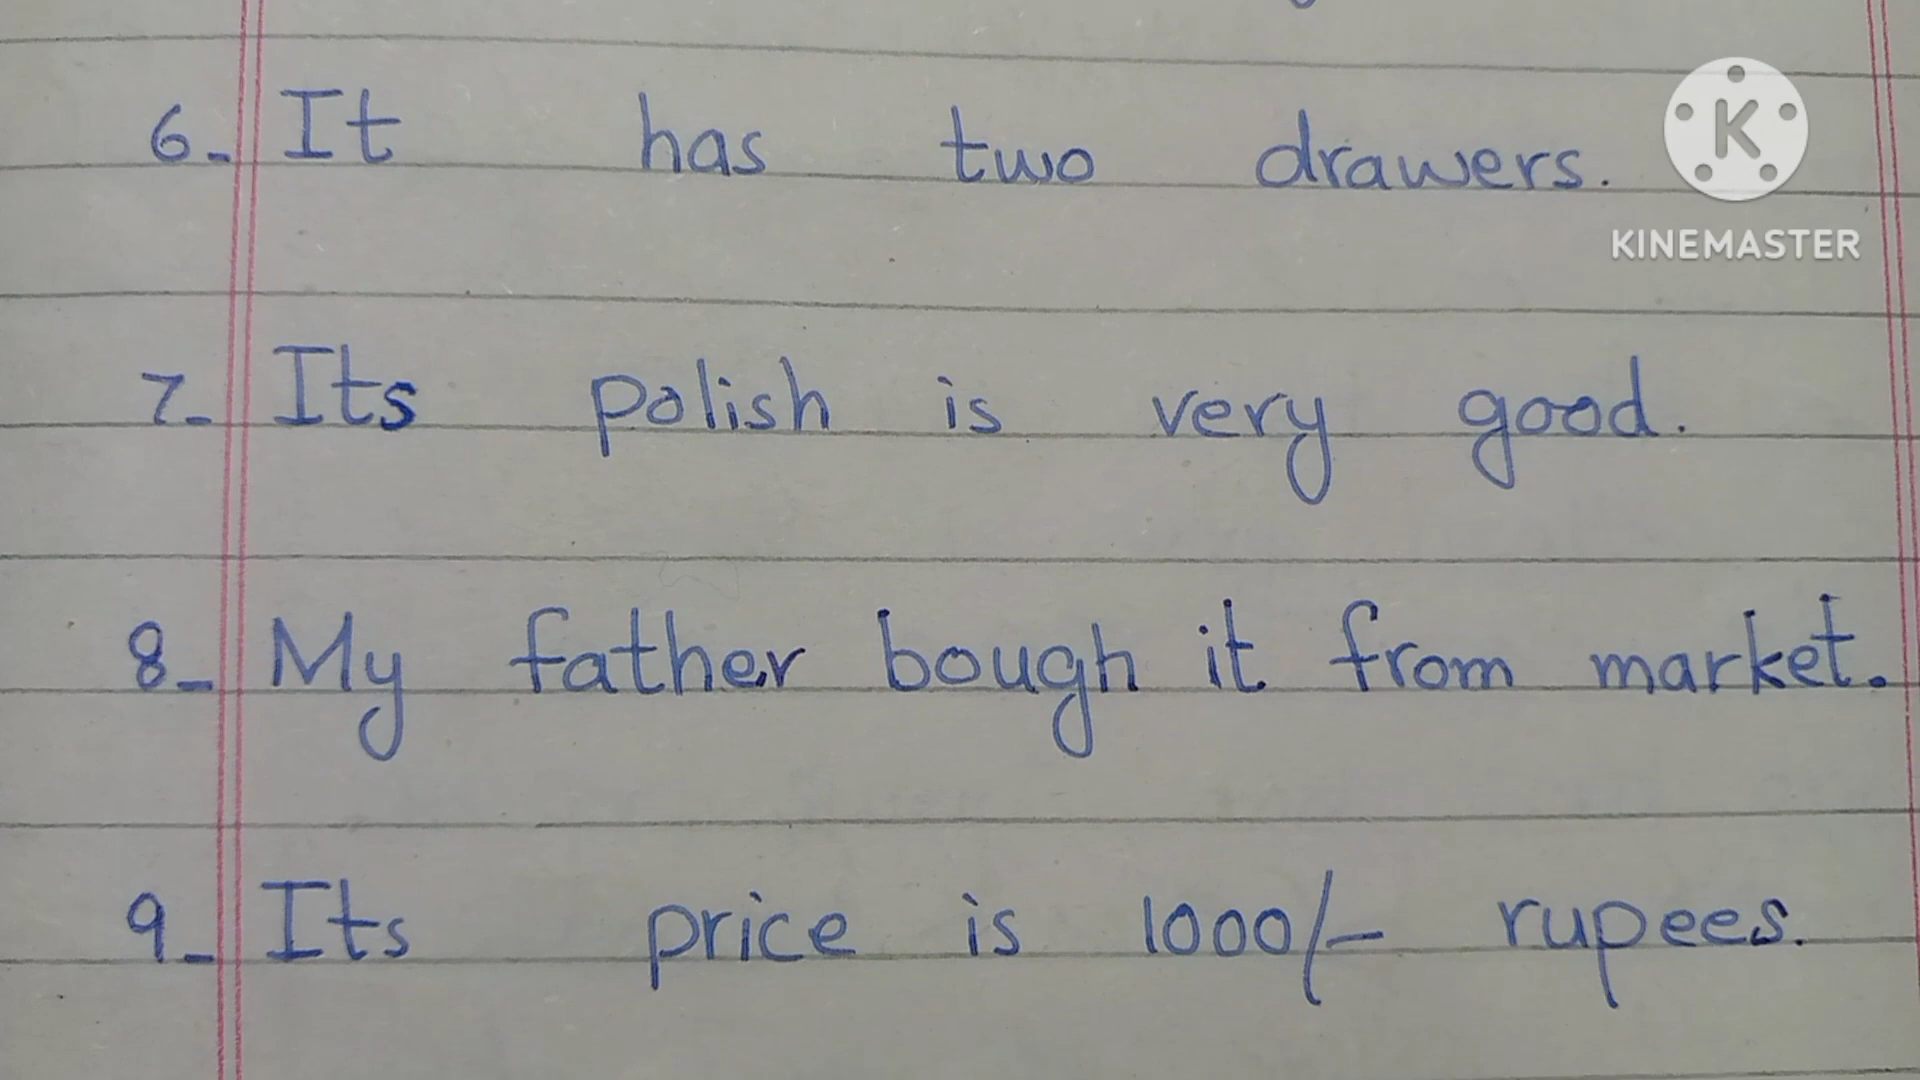 6- It has two drawers.
KINEMASTER
7- Its polish is very good.
8- My father bough it from market.
9- Its price is 1000/- rupees.